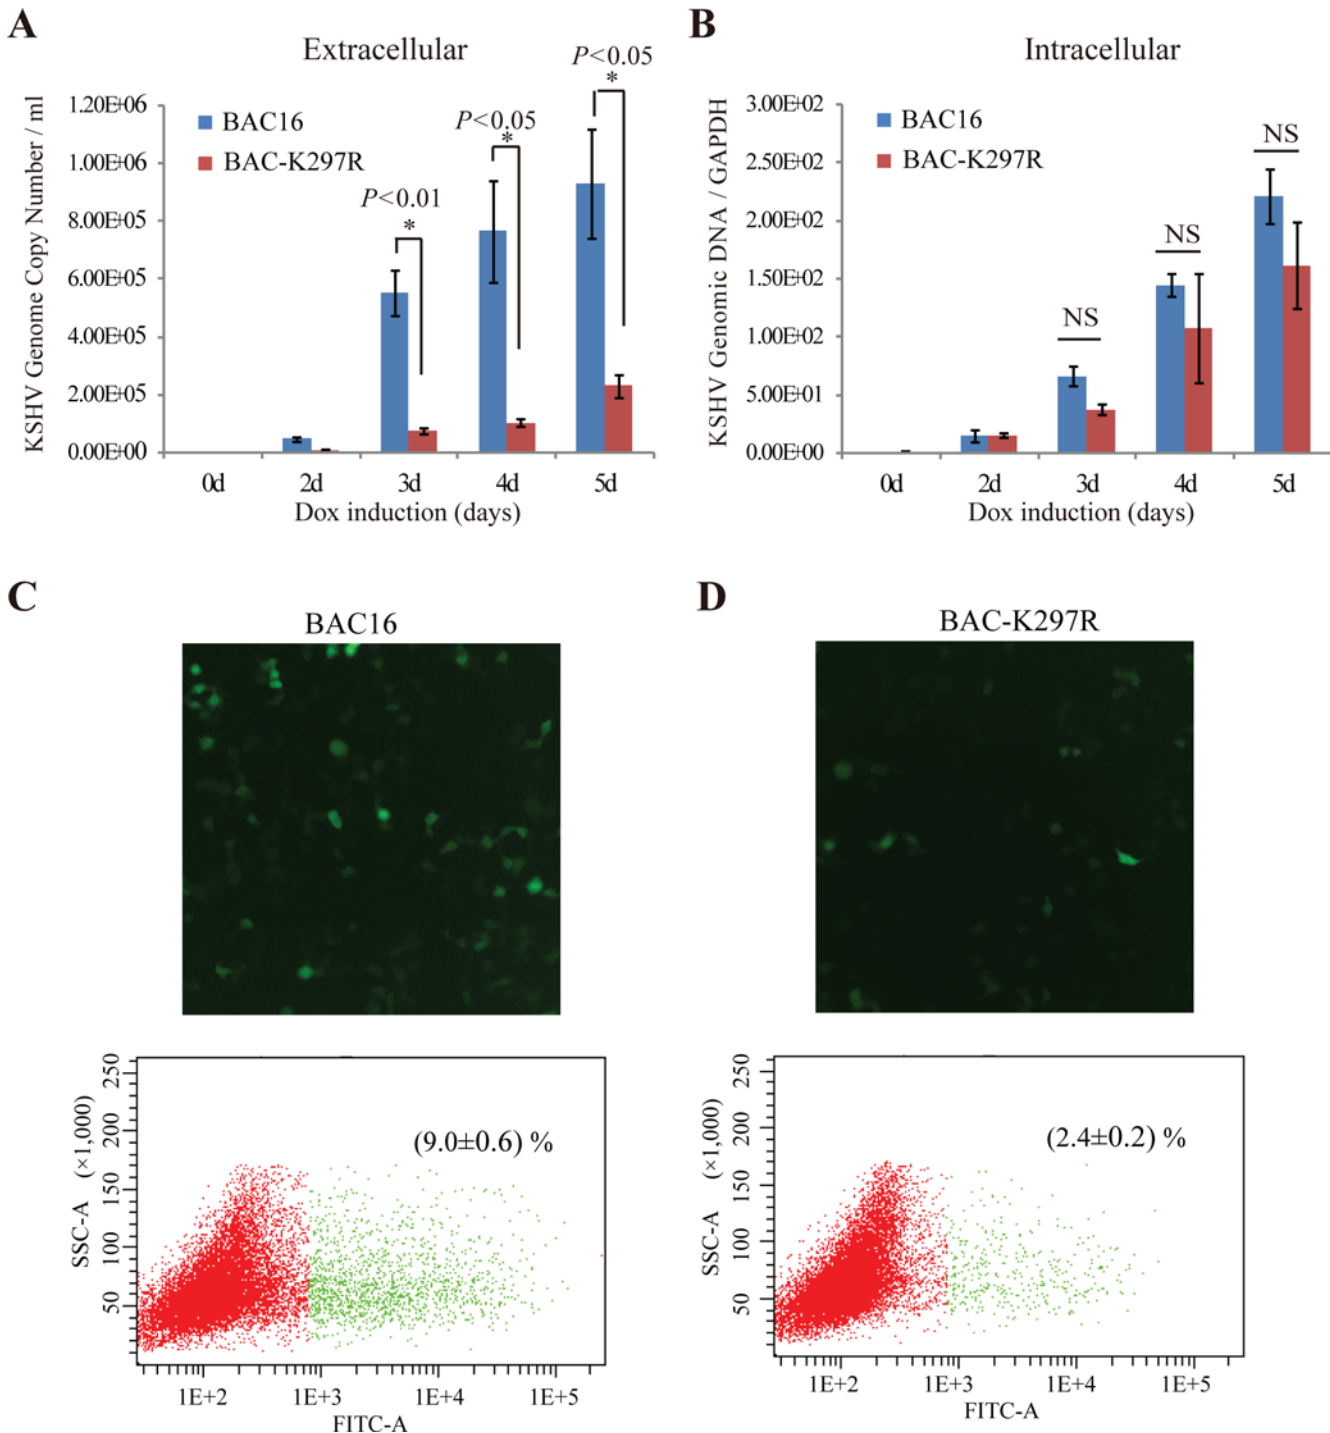 A
Extracellular
KSHV Genome Copy Number / ml
1.20E+06
1.00E+06
8.00E+05
6.00E+05
4.00E+05
2.00E+05
0.00E+00
BAC16
BAC-K297R
P<0.01
*
P<0.05
*
P<0.05
*
0d 2d 3d 4d 5d
Dox induction (days)
B
Intracellular
KSHV Genomic DNA / GAPDH
3.00E+02
2.50E+02
2.00E+02
1.50E+02
1.00E+02
5.00E+01
0.00E+00
BAC16
BAC-K297R
NS
NS
NS
0d 2d 3d 4d 5d
Dox induction (days)
C
BAC16
SSC-A (×1,000)
250
200
150
100
50
(9.0±0.6) %
1E+2 1E+3 1E+4 1E+5
FITC-A
D
BAC-K297R
SSC-A (×1,000)
250
200
150
100
50
(2.4±0.2) %
1E+2 1E+3 1E+4 1E+5
FITC-A